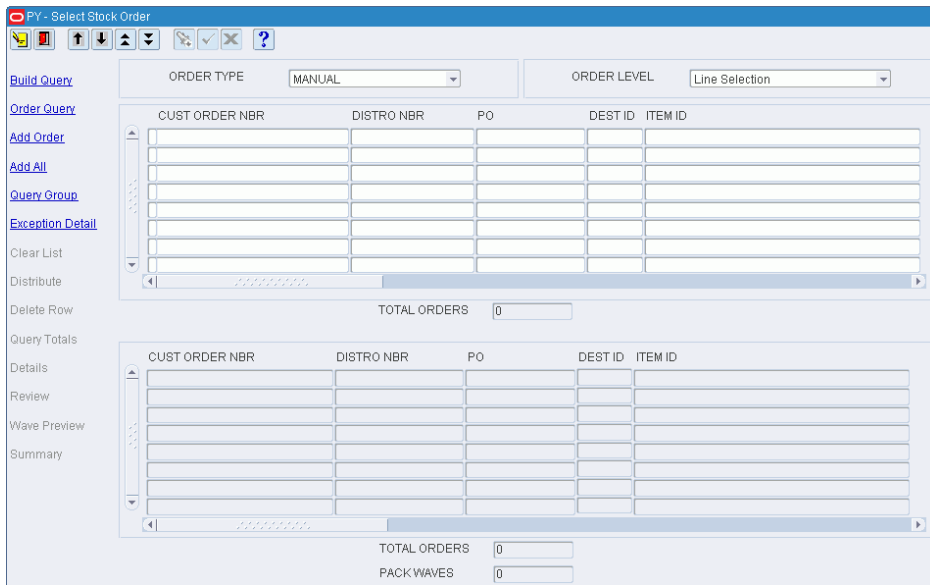 PY - Select Stock Order
?
ORDER TYPE MANUAL ORDER LEVEL Line Selection
Build Query
Order Query
Add Order
Add All
Query Group
Exception Detail
Clear List
Distribute
Delete Row
Query Totals
Details
Review
Wave Preview
Summary
CUST ORDER NBR DISTRO NBR PO DEST ID ITEM ID
TOTAL ORDERS 0
CUST ORDER NBR DISTRO NBR PO DEST ID ITEM ID
TOTAL ORDERS 0
PACK WAVES 0